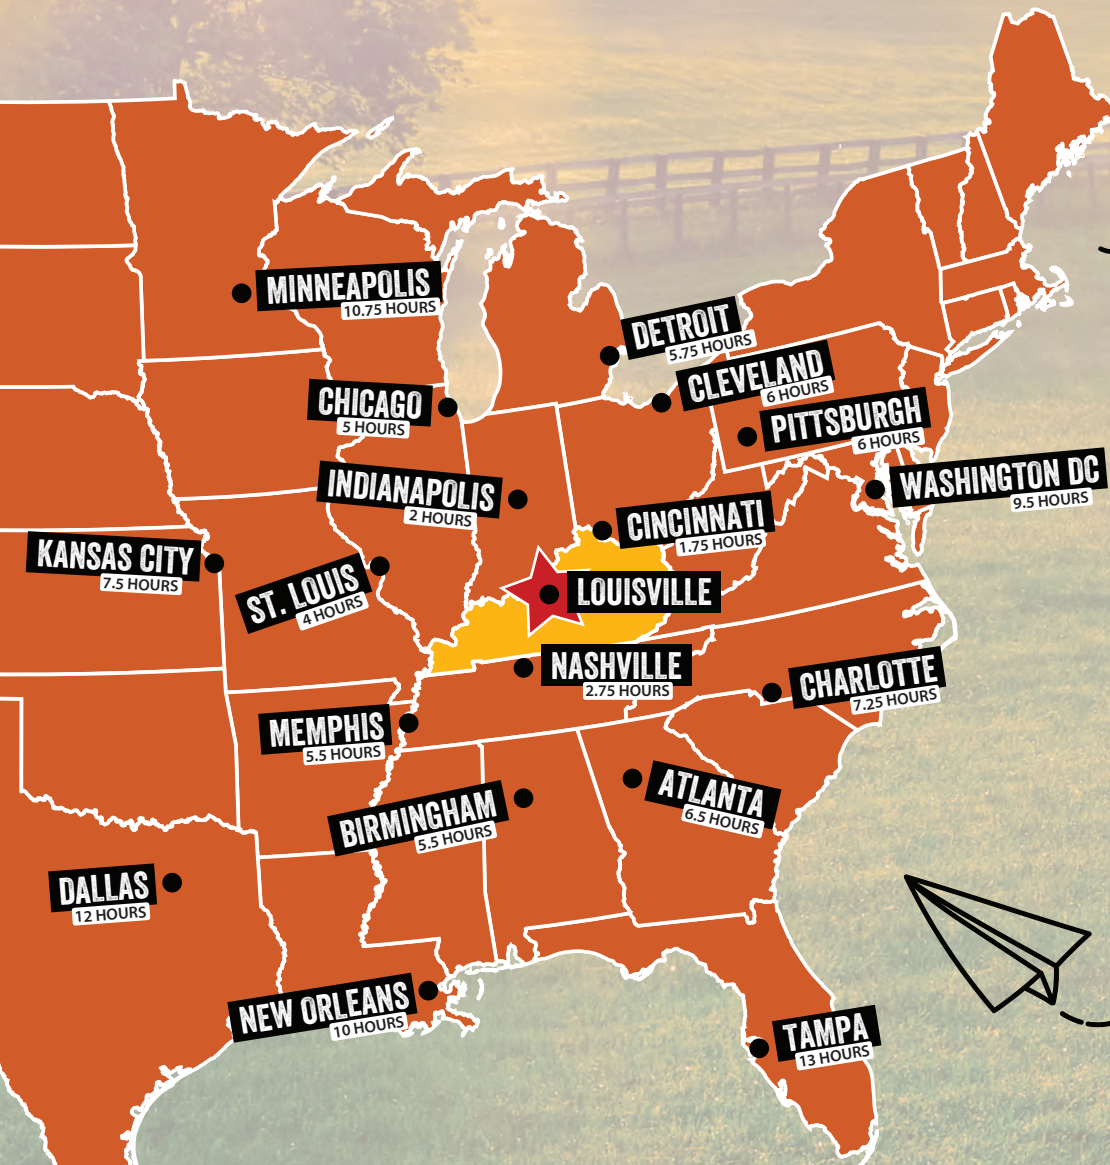 MINNEAPOLIS
10.75 HOURS
DETROIT
5.75 HOURS
CLEVELAND
6 HOURS
CHICAGO
5 HOURS
PITTSBURGH
6 HOURS
WASHINGTON DC
9.5 HOURS
INDIANAPOLIS
2 HOURS
CINCINNATI
1.75 HOURS
KANSAS CITY
7.5 HOURS
ST. LOUIS
4 HOURS
LOUISVILLE
NASHVILLE
2.75 HOURS
CHARLOTTE
7.25 HOURS
MEMPHIS
5.5 HOURS
ATLANTA
6.5 HOURS
BIRMINGHAM
5.5 HOURS
DALLAS
12 HOURS
NEW ORLEANS
10 HOURS
TAMPA
13 HOURS